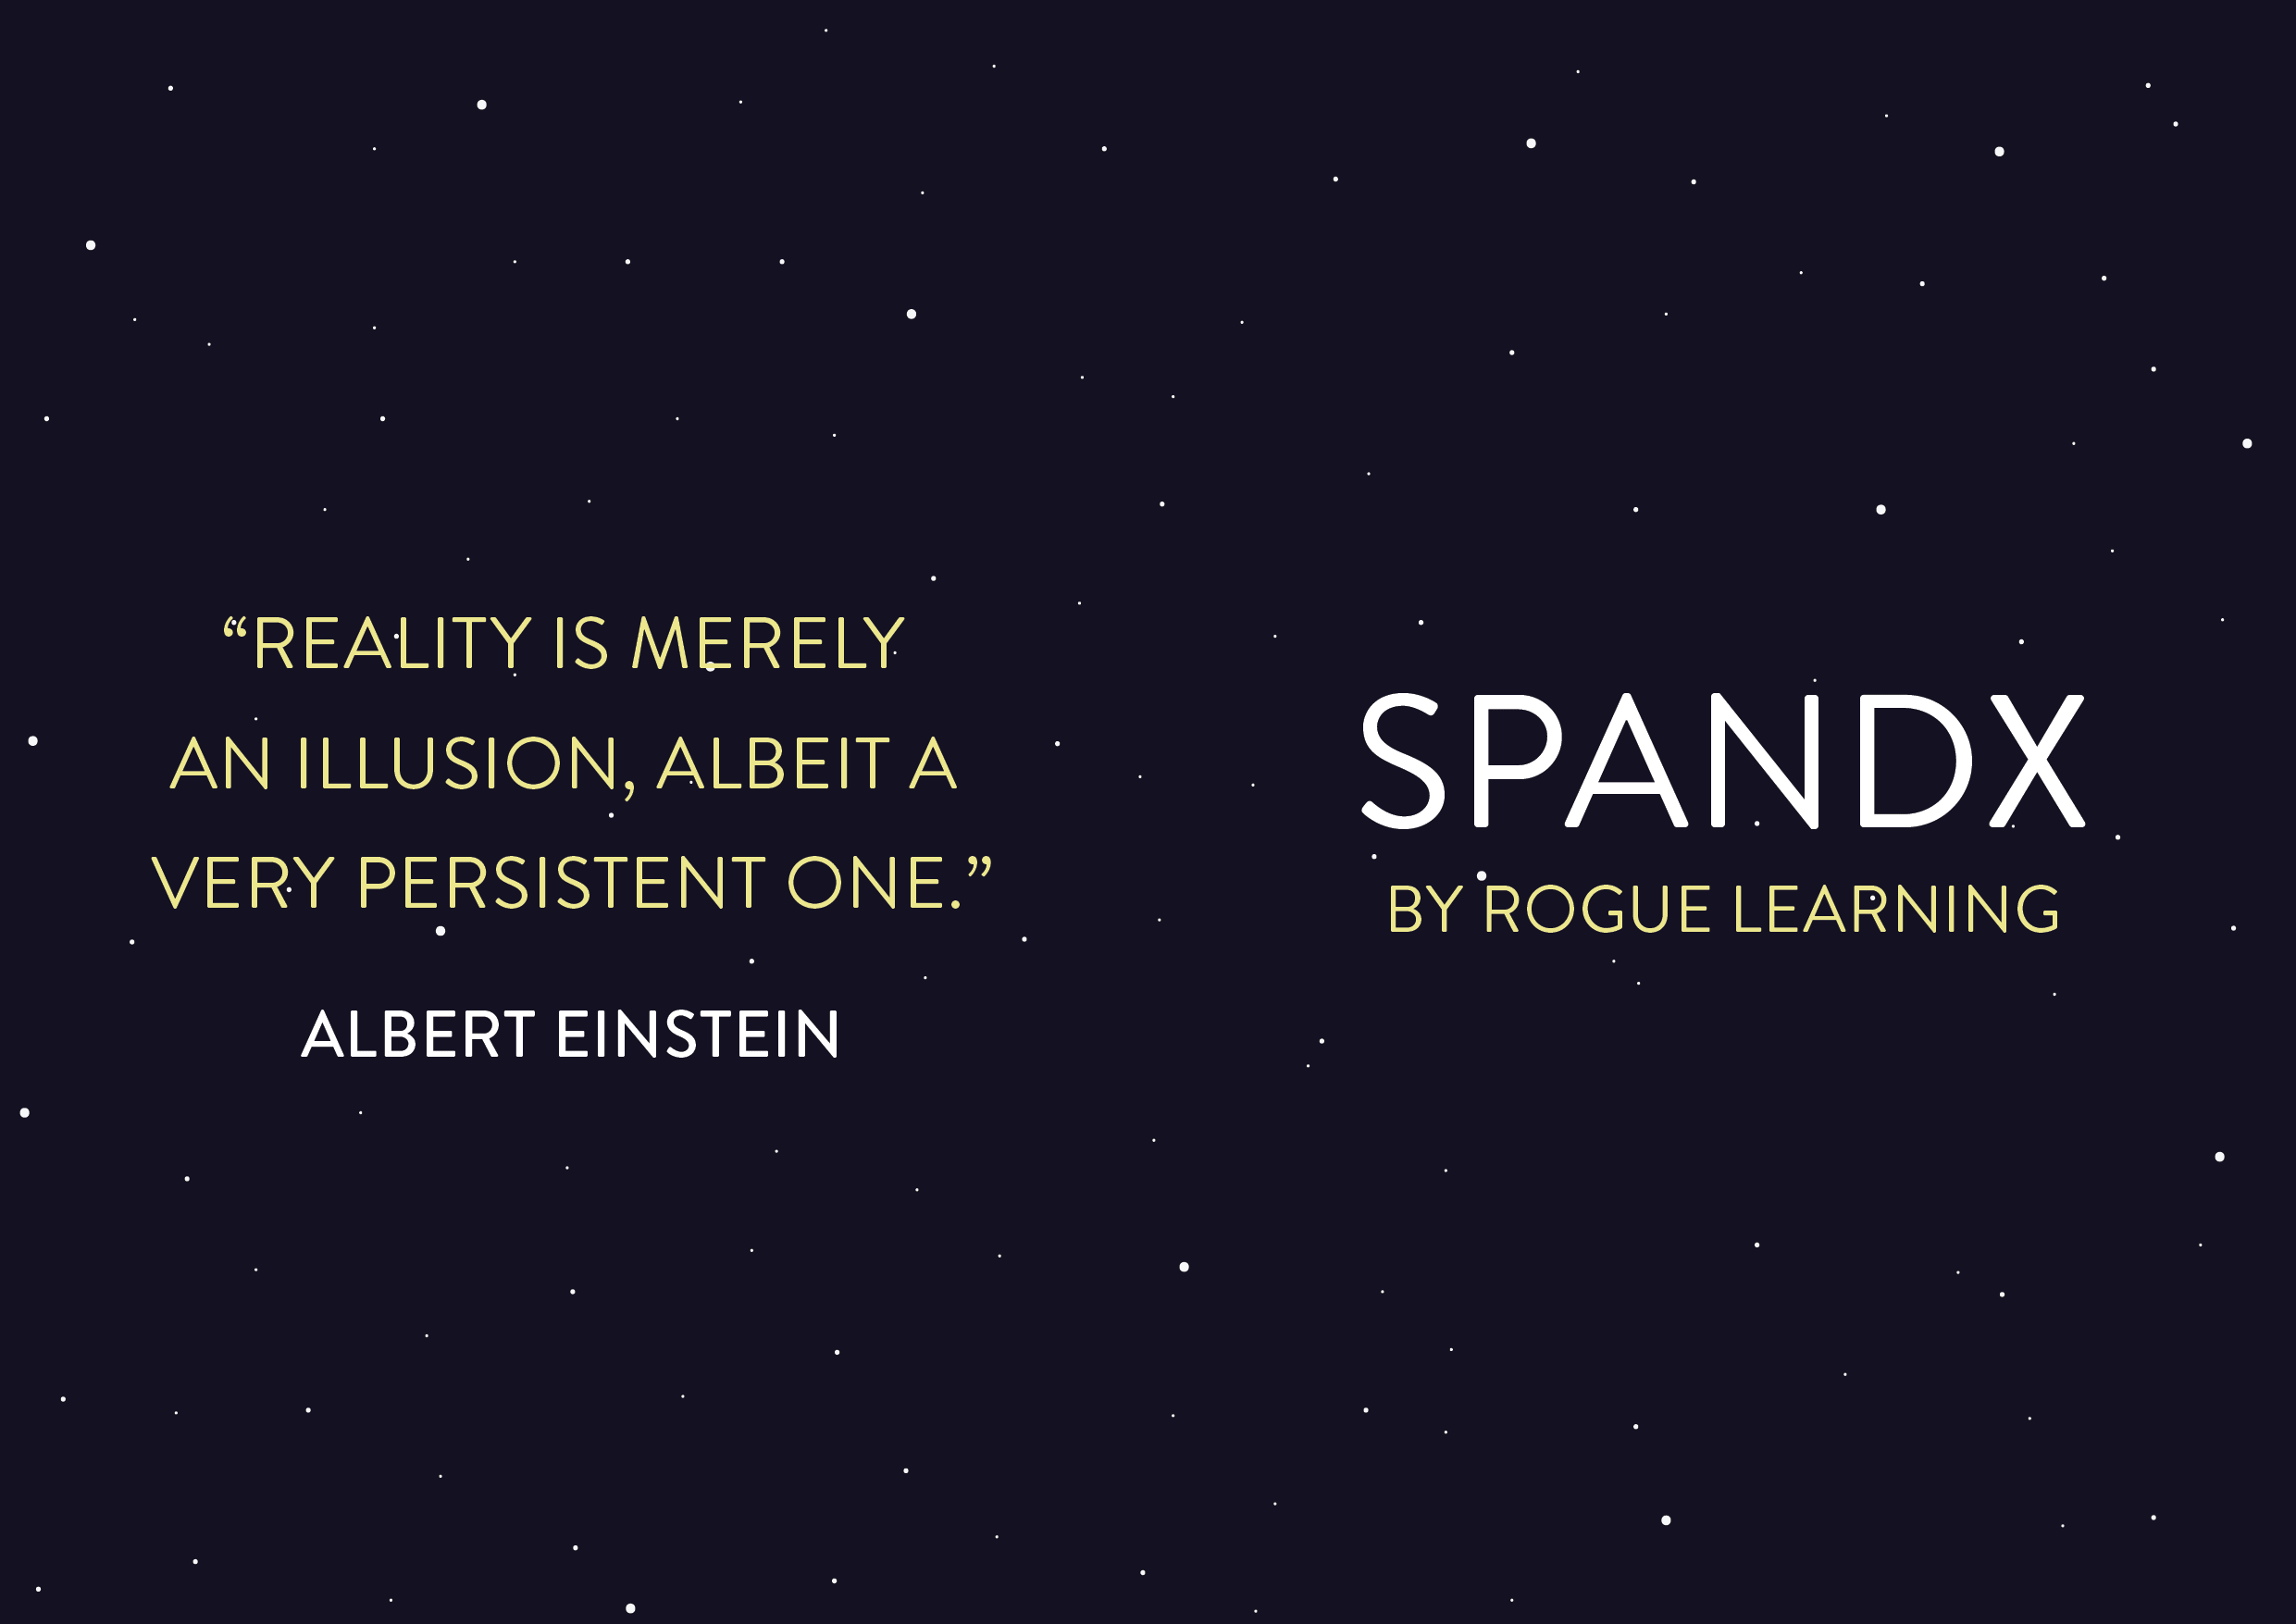 “REALITY IS MERELY
AN ILLUSION, ALBEIT A
VERY PERSISTENT ONE.”
ALBERT EINSTEIN
SPANDX
BY ROGUE LEARNING